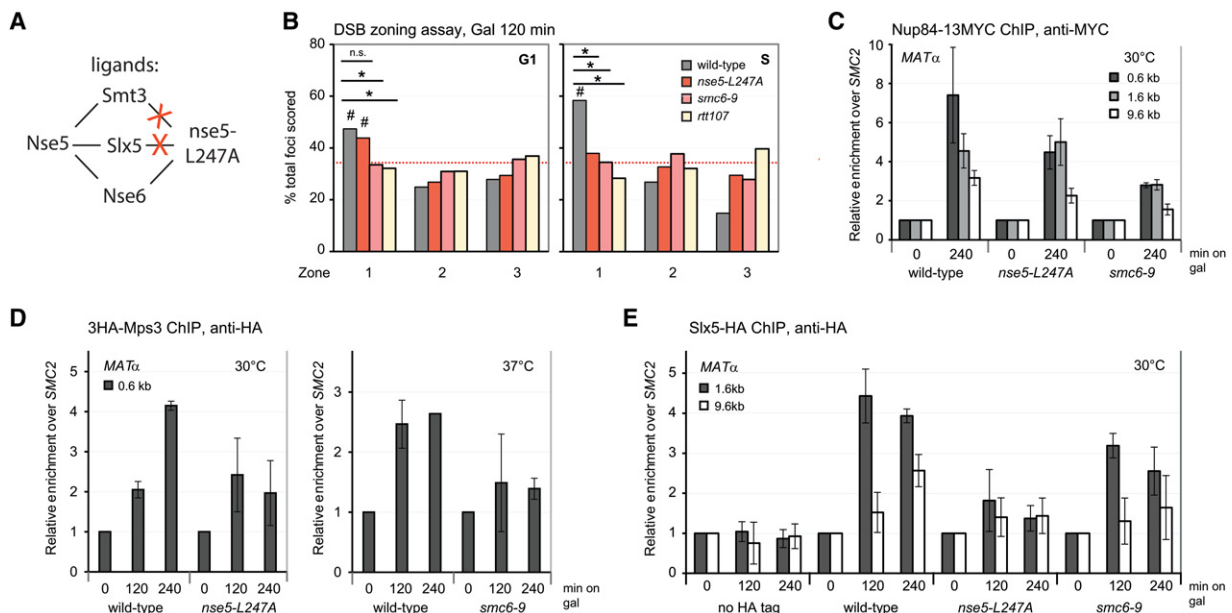 A
ligands:
Smt3
Nse5
Slx5
nse5-
L247A
Nse6
B
DSB zoning assay, Gal 120 min
% total foci scored
80
60
40
20
0
G1
n.s.
*
*
# #
S
*
*
*
#
wild-type
nse5-L247A
smc6-9
rtt107
Zone 1 2 3 1 2 3
C
Nup84-13MYC ChIP, anti-MYC
Relative enrichment over SMC2
10
8
6
4
2
0
MATα
30°C
0.6 kb
1.6 kb
9.6 kb
0 240 0 240 0 240 min on
gal
wild-type nse5-L247A smc6-9
D
3HA-Mps3 ChIP, anti-HA
Relative enrichment over SMC2
5
4
3
2
1
0
MATα
30°C
0.6 kb
0 120 240 0 120 240
wild-type nse5-L247A
Relative enrichment over SMC2
3
2
1
0
37°C
0 120 240 0 120 240 min on
gal
wild-type smc6-9
E
Slx5-HA ChIP, anti-HA
Relative enrichment over SMC2
5
4
3
2
1
0
MATα
30°C
1.6kb
9.6kb
0 120 240 0 120 240 0 120 240 0 120 240 min on
gal
no HA tag wild-type nse5-L247A smc6-9